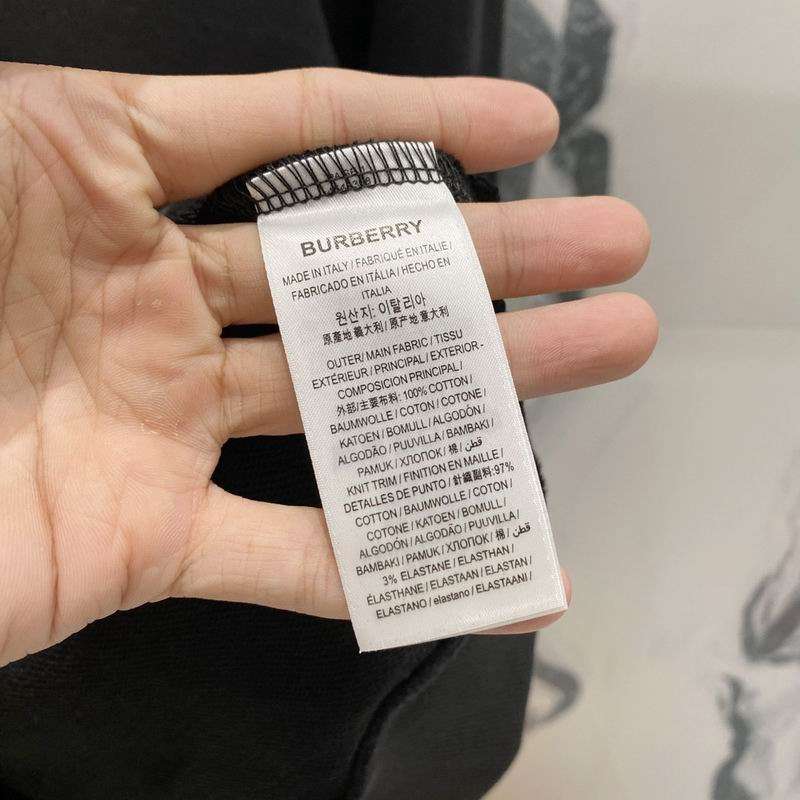 BURBERRY
MADE IN ITALY / FABRIQUÉ EN ITALIE /
FABRICADO EN ITÁLIA / HECHO EN
ITALIA
원산지: 이탈리아
原產地 義大利 / 原产地 意大利
OUTER/ MAIN FABRIC / TISSU
EXTÉRIEUR / PRINCIPAL / EXTERIOR -
COMPOSICION PRINCIPAL /
外部/主要布料: 100% COTTON /
BAUMWOLLE / COTON / COTONE /
KATOEN / BOMULL / ALGODÓN /
ALGODÃO / PUUVILLA / BAMBAKI /
PAMUK / ХЛОПОК / 棉 / قطن /
KNIT TRIM / FINITION EN MAILLE /
DETALLES DE PUNTO / 針織副料: 97%
COTTON / BAUMWOLLE / COTON /
COTONE / KATOEN / BOMULL /
ALGODÓN / ALGODÃO / PUUVILLA /
BAMBAKI / PAMUK / ХЛОПОК / 棉 / قطن
3% ELASTANE / ELASTHAN /
ÉLASTHANE / ELASTAAN / ELASTAN /
ELASTANO / elastano / ELASTAANI /